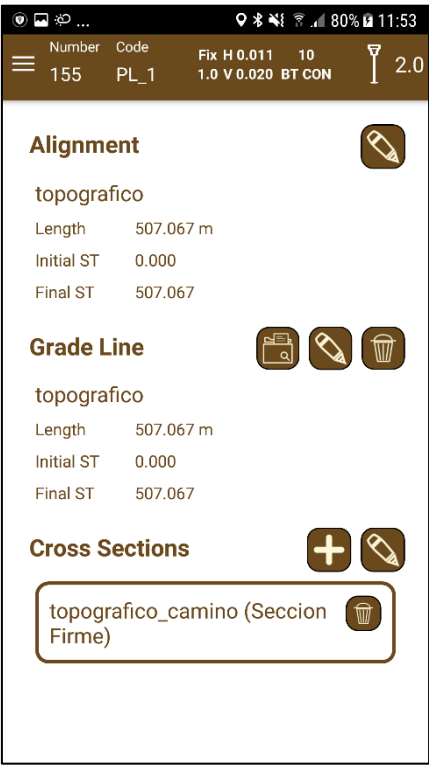 ... 80% 11:53
Number Code Fix H 0.011 10
155 PL_1 1.0 V 0.020 BT CON 2.0
Alignment
topografico
Length 507.067 m
Initial ST 0.000
Final ST 507.067
Grade Line
topografico
Length 507.067 m
Initial ST 0.000
Final ST 507.067
Cross Sections
topografico_camino (Seccion
Firme)